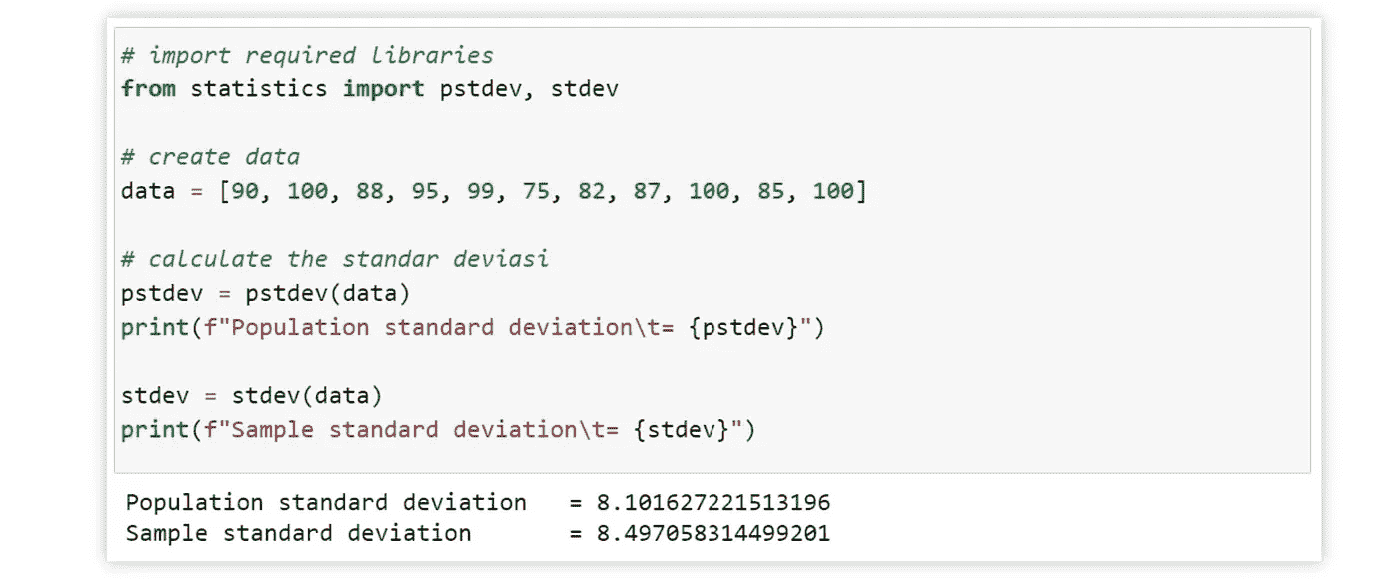 # import required libraries
from statistics import pstdev, stdev
# create data
data = [90, 100, 88, 95, 99, 75, 82, 87, 100, 85, 100]
# calculate the standar deviasi
pstdev = pstdev(data)
print(f"Population standard deviation\t= {pstdev}")
stdev = stdev(data)
print(f"Sample standard deviation\t= {stdev}")
Population standard deviation = 8.101627221513196
Sample standard deviation = 8.497058314499201